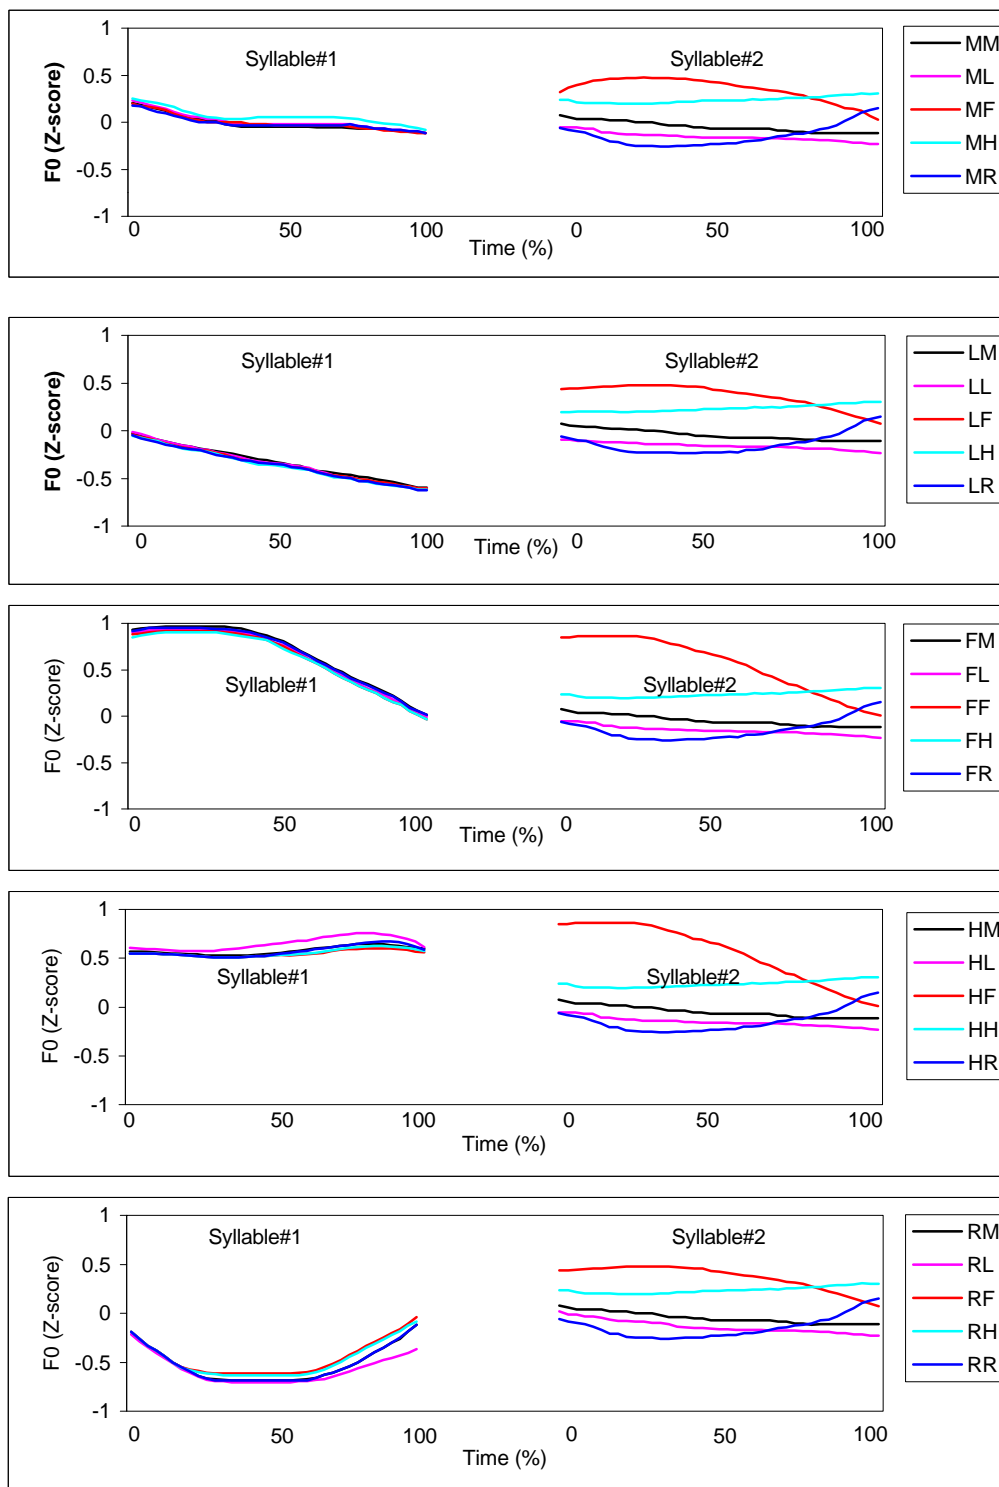 F0 (Z-score)
1
0.5
0
-0.5
-1
Syllable#1
Syllable#2
0
50
100
0
50
100
Time (%)
MM
ML
MF
MH
MR
F0 (Z-score)
1
0.5
0
-0.5
-1
Syllable#1
Syllable#2
0
50
100
0
50
100
Time (%)
LM
LL
LF
LH
LR
F0 (Z-score)
1
0.5
0
-0.5
-1
Syllable#1
Syllable#2
0
50
100
0
50
100
Time (%)
FM
FL
FF
FH
FR
F0 (Z-score)
1
0.5
0
-0.5
-1
Syllable#1
Syllable#2
0
50
100
0
50
100
Time (%)
HM
HL
HF
HH
HR
F0 (Z-score)
1
0.5
0
-0.5
-1
Syllable#1
Syllable#2
0
50
100
0
50
100
Time (%)
RM
RL
RF
RH
RR